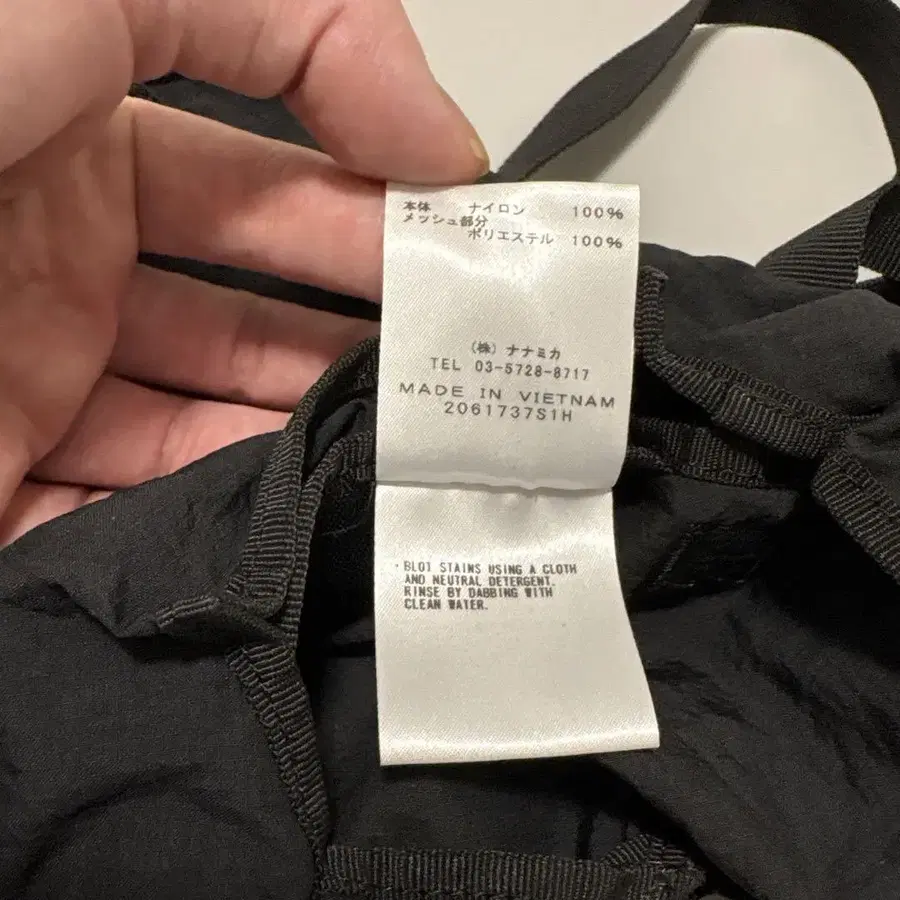 本体 ナイロン 100%
メッシュ部分
ポリエステル 100%
(株) ナナミカ
TEL 03-5728-8717
MADE IN VIETNAM
2061737S1H
・BLOT STAINS USING A CLOTH
AND NEUTRAL DETERGENT.
RINSE BY DABBING WITH
CLEAN WATER.